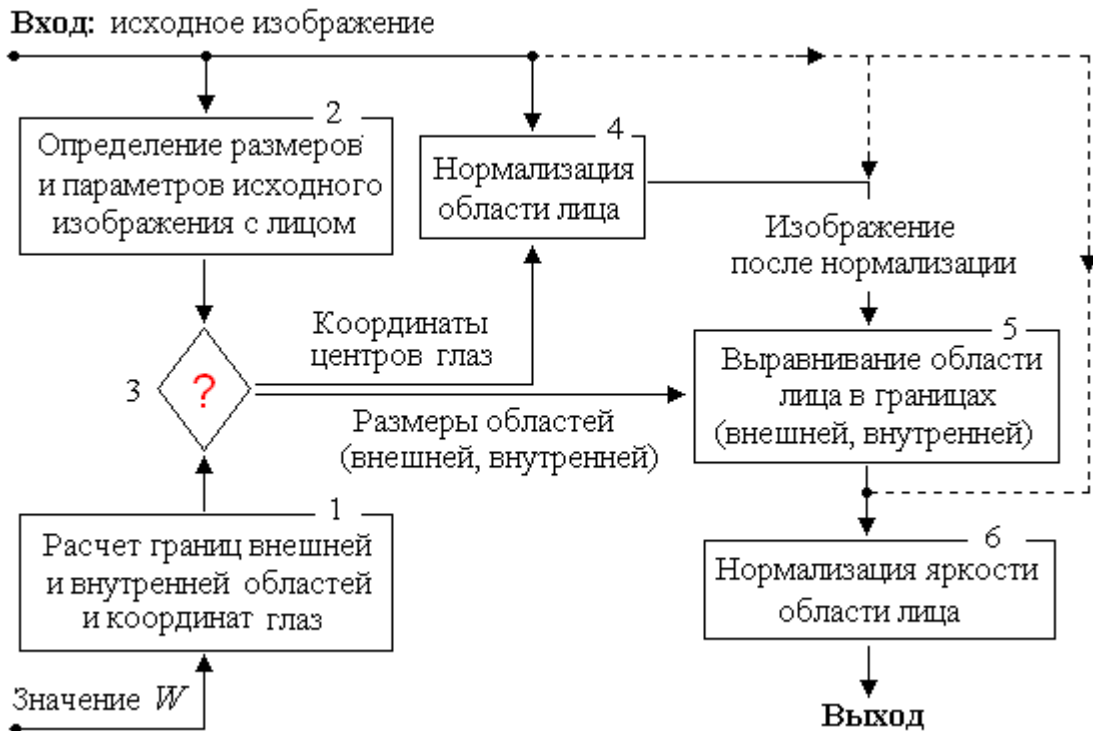 Вход: исходное изображение
2
Определение размеров
и параметров исходного
изображения с лицом
4
Нормализация
области лица
Изображение
после нормализации
Координаты
центров глаз
3
?
Размеры областей
(внешней, внутренней)
5
Выравнивание области
лица в границах
(внешней, внутренней)
1
Расчет границ внешней
и внутренней областей
и координат глаз
6
Нормализация яркости
области лица
Значение W
Выход